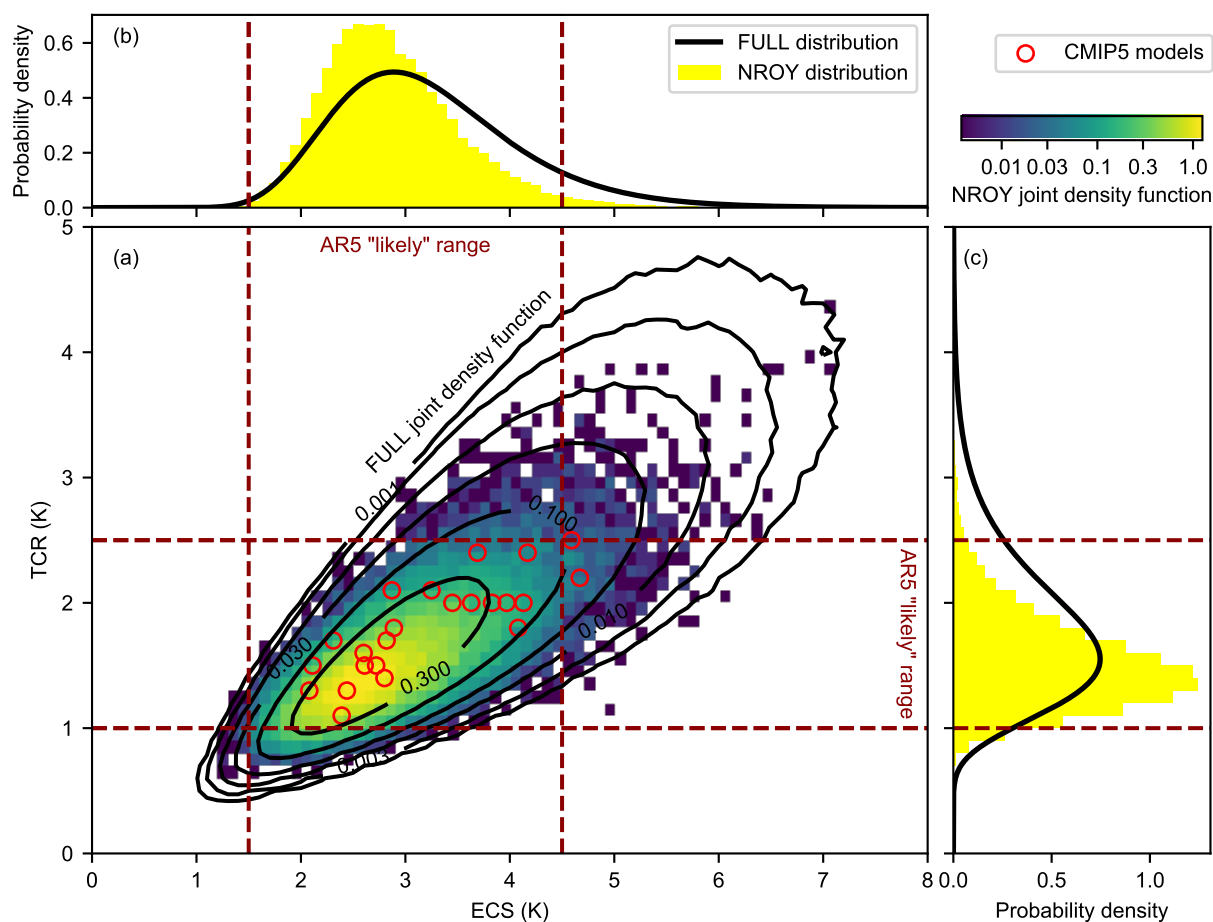 (b)
Probability density
0.6
0.4
0.2
0.0
FULL distribution
NROY distribution
CMIP5 models
0.01 0.03 0.1 0.3 1.0
NROY joint density function
(a)
AR5 "likely" range
FULL joint density function
0.001
0.100
0.030
0.010
0.300
0.003
TCR (K)
5
4
3
2
1
0
0 1 2 3 4 5 6 7 8
ECS (K)
(c)
AR5 "likely" range
0.0 0.5 1.0
Probability density